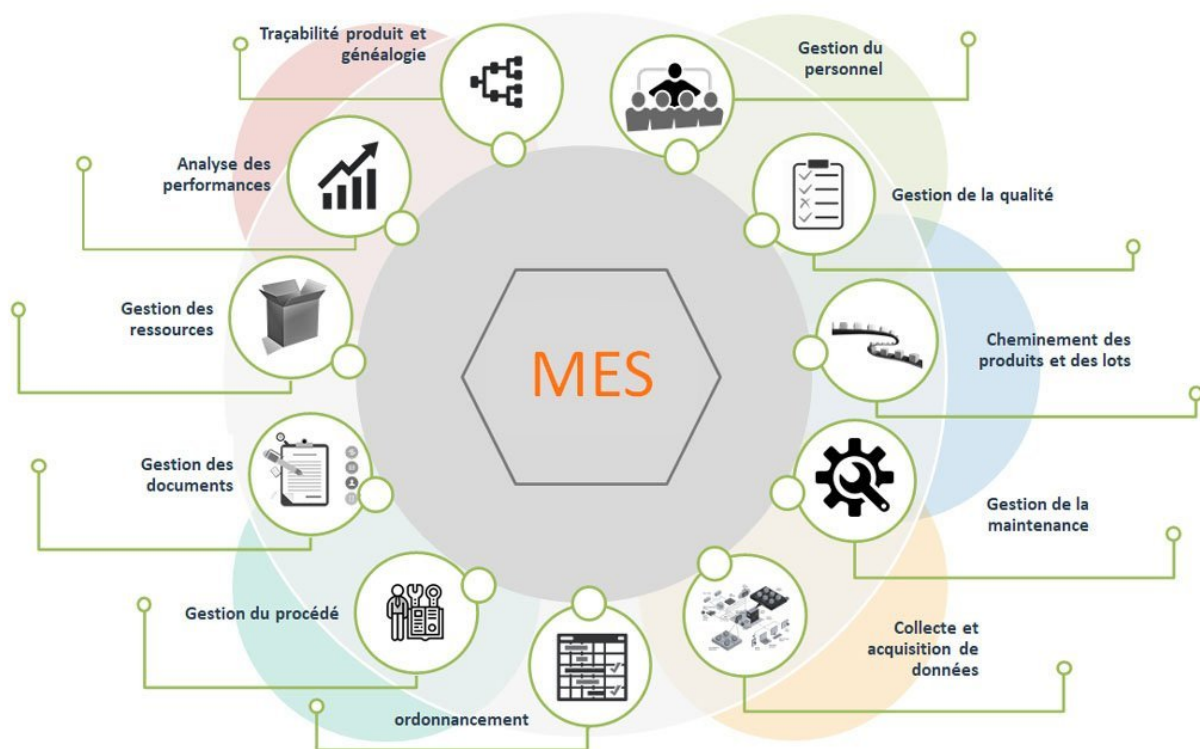 Traçabilité produit et
généalogie
Gestion du
personnel
Analyse des
performances
Gestion de la qualité
Gestion des
ressources
MES
Cheminement des
produits et des lots
Gestion des
documents
Gestion de la
maintenance
Gestion du procédé
Collecte et
acquisition de
données
ordonnancement